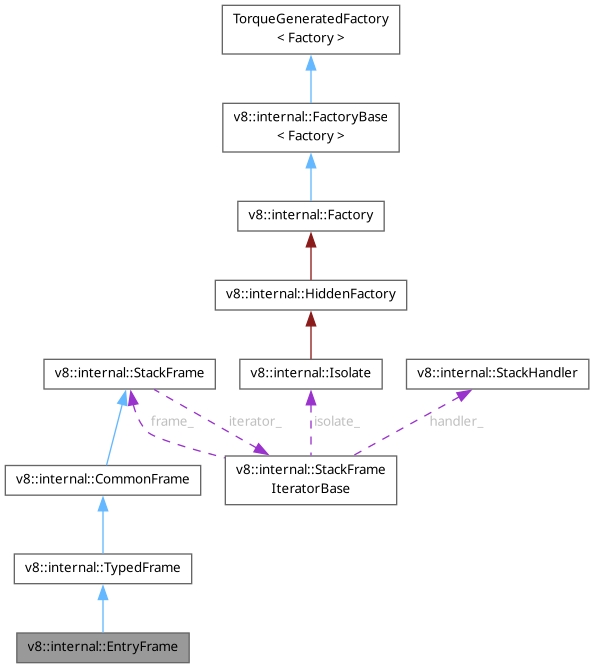 TorqueGeneratedFactory
< Factory >
v8::internal::FactoryBase
< Factory >
v8::internal::Factory
v8::internal::HiddenFactory
v8::internal::StackFrame
v8::internal::Isolate
v8::internal::StackHandler
frame_
iterator_
isolate_
handler_
v8::internal::CommonFrame
v8::internal::StackFrame
IteratorBase
v8::internal::TypedFrame
v8::internal::EntryFrame